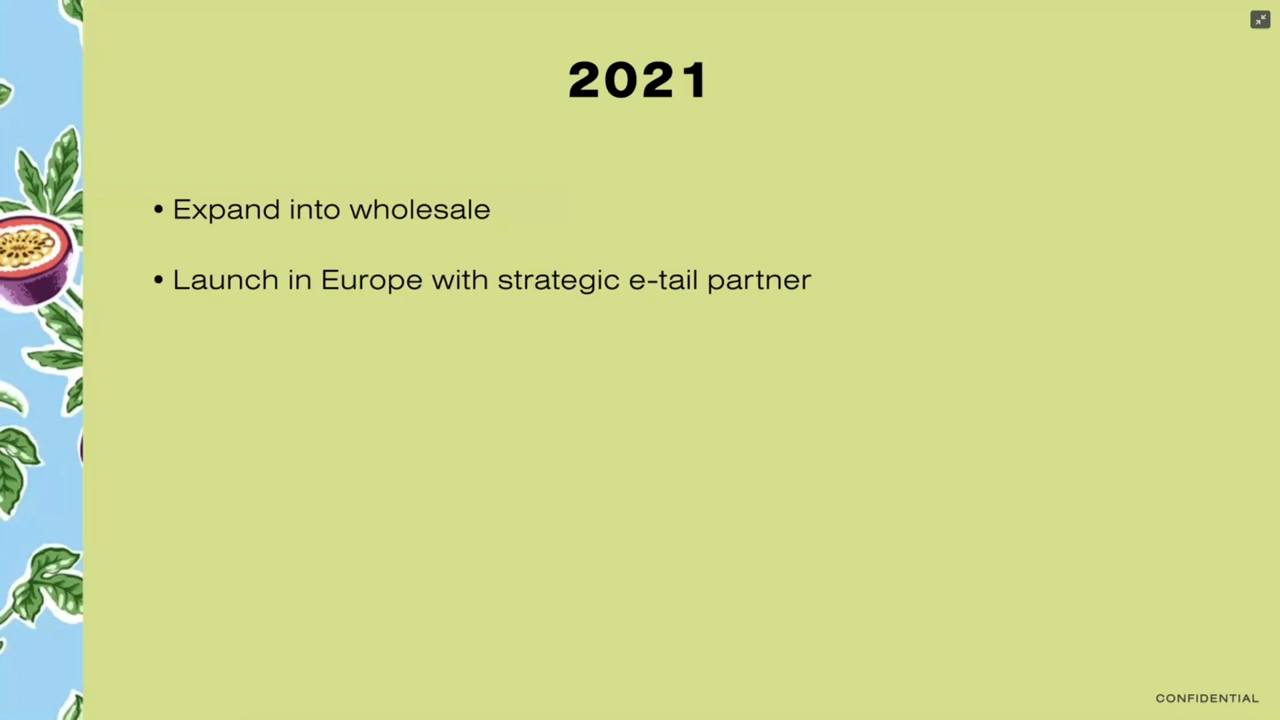 2021
• Expand into wholesale
• Launch in Europe with strategic e-tail partner
CONFIDENTIAL